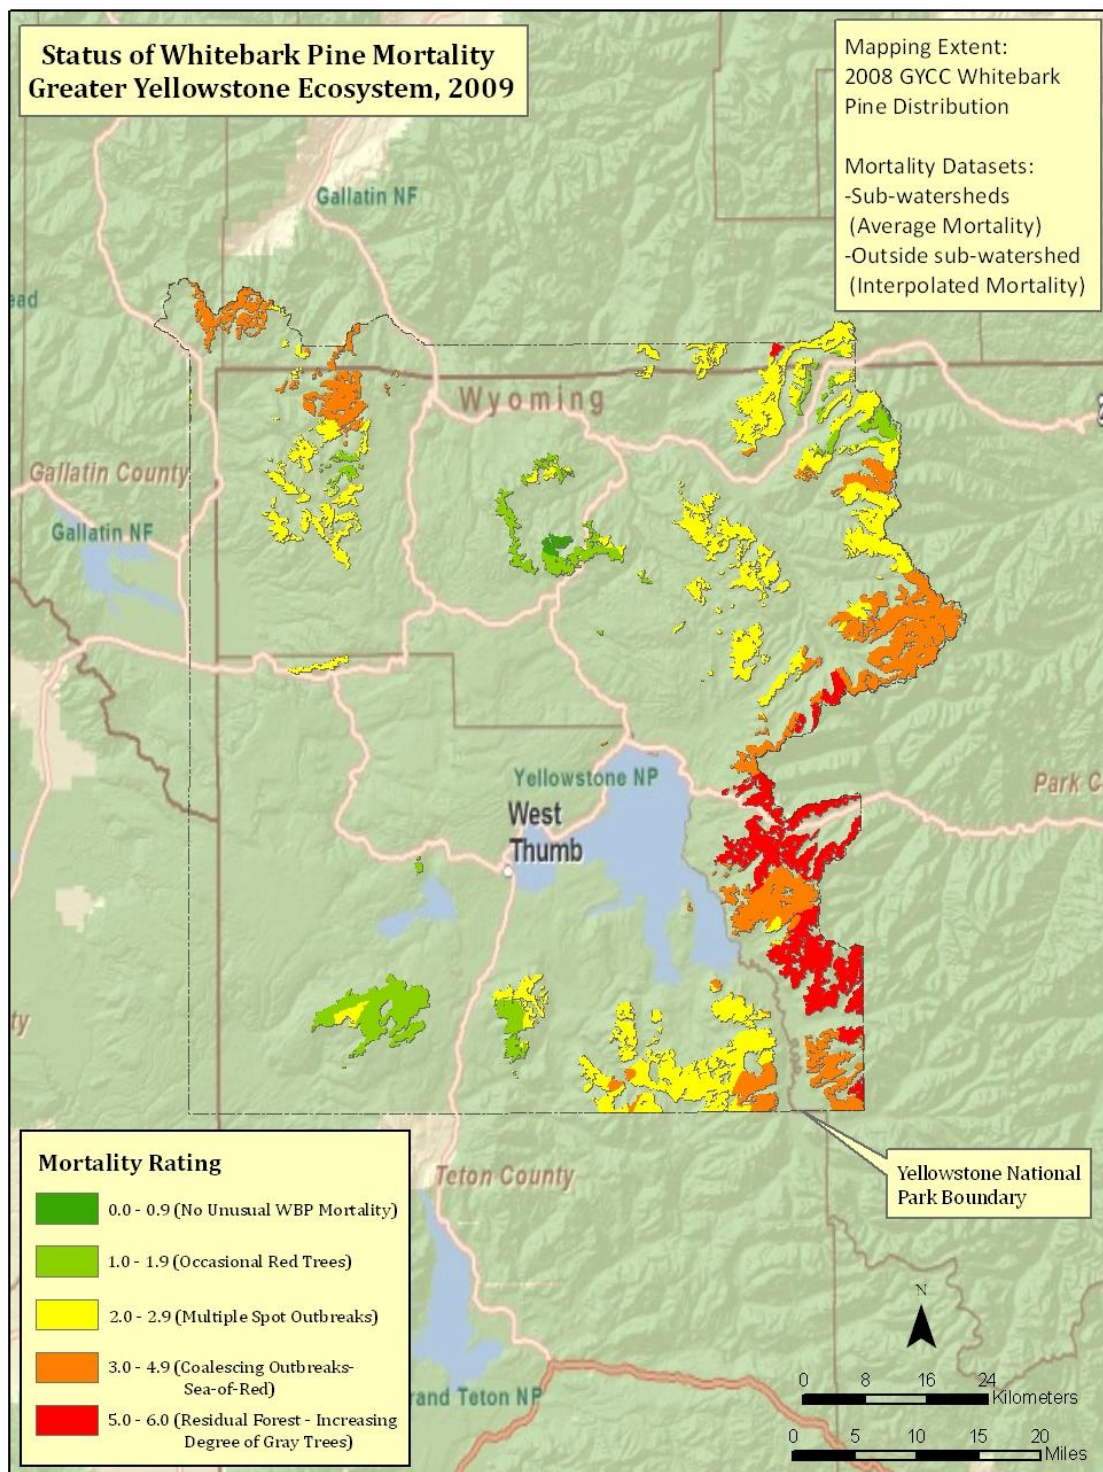 Status of Whitebark Pine Mortality
Greater Yellowstone Ecosystem, 2009
Mapping Extent:
2008 GYCC Whitebark
Pine Distribution
Mortality Datasets:
-Sub-watersheds
(Average Mortality)
-Outside sub-watershed
(Interpolated Mortality)
Gallatin NF
ead
Wyoming
Gallatin County
Gallatin NF
Yellowstone NP
Park C
West
Thumb
ty
Yellowstone National
Park Boundary
Teton County
Mortality Rating
0.0 - 0.9 (No Unusual WBP Mortality)
1.0 - 1.9 (Occasional Red Trees)
2.0 - 2.9 (Multiple Spot Outbreaks)
3.0 - 4.9 (Coalescing Outbreaks-
Sea-of-Red)
5.0 - 6.0 (Residual Forest - Increasing
Degree of Gray Trees)
rand Teton NP
N
0 8 16 24
Kilometers
0 5 10 15 20
Miles